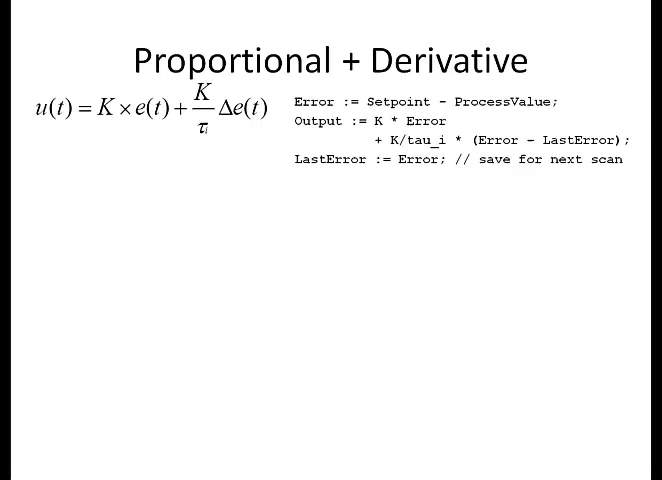 Proportional + Derivative
u(t) = K × e(t) + K/τi Δe(t)
Error := Setpoint - ProcessValue;
Output := K * Error
+ K/tau_i * (Error - LastError);
LastError := Error; // save for next scan